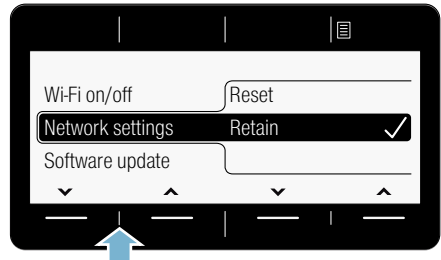 Wi-Fi on/off
Reset
Network settings
Retain
Software update